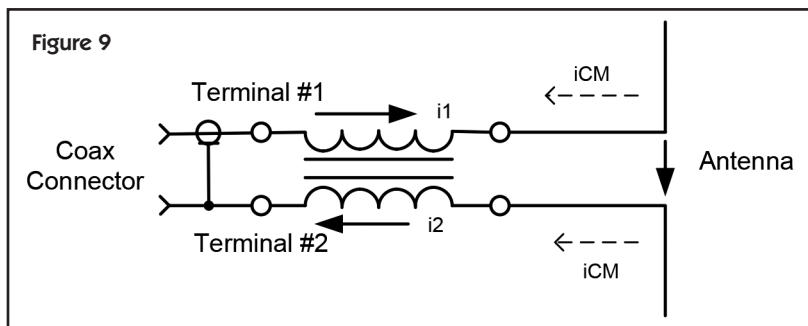 Figure 9
iCM
Terminal #1
i1
Coax
Connector
Antenna
Terminal #2
i2
iCM